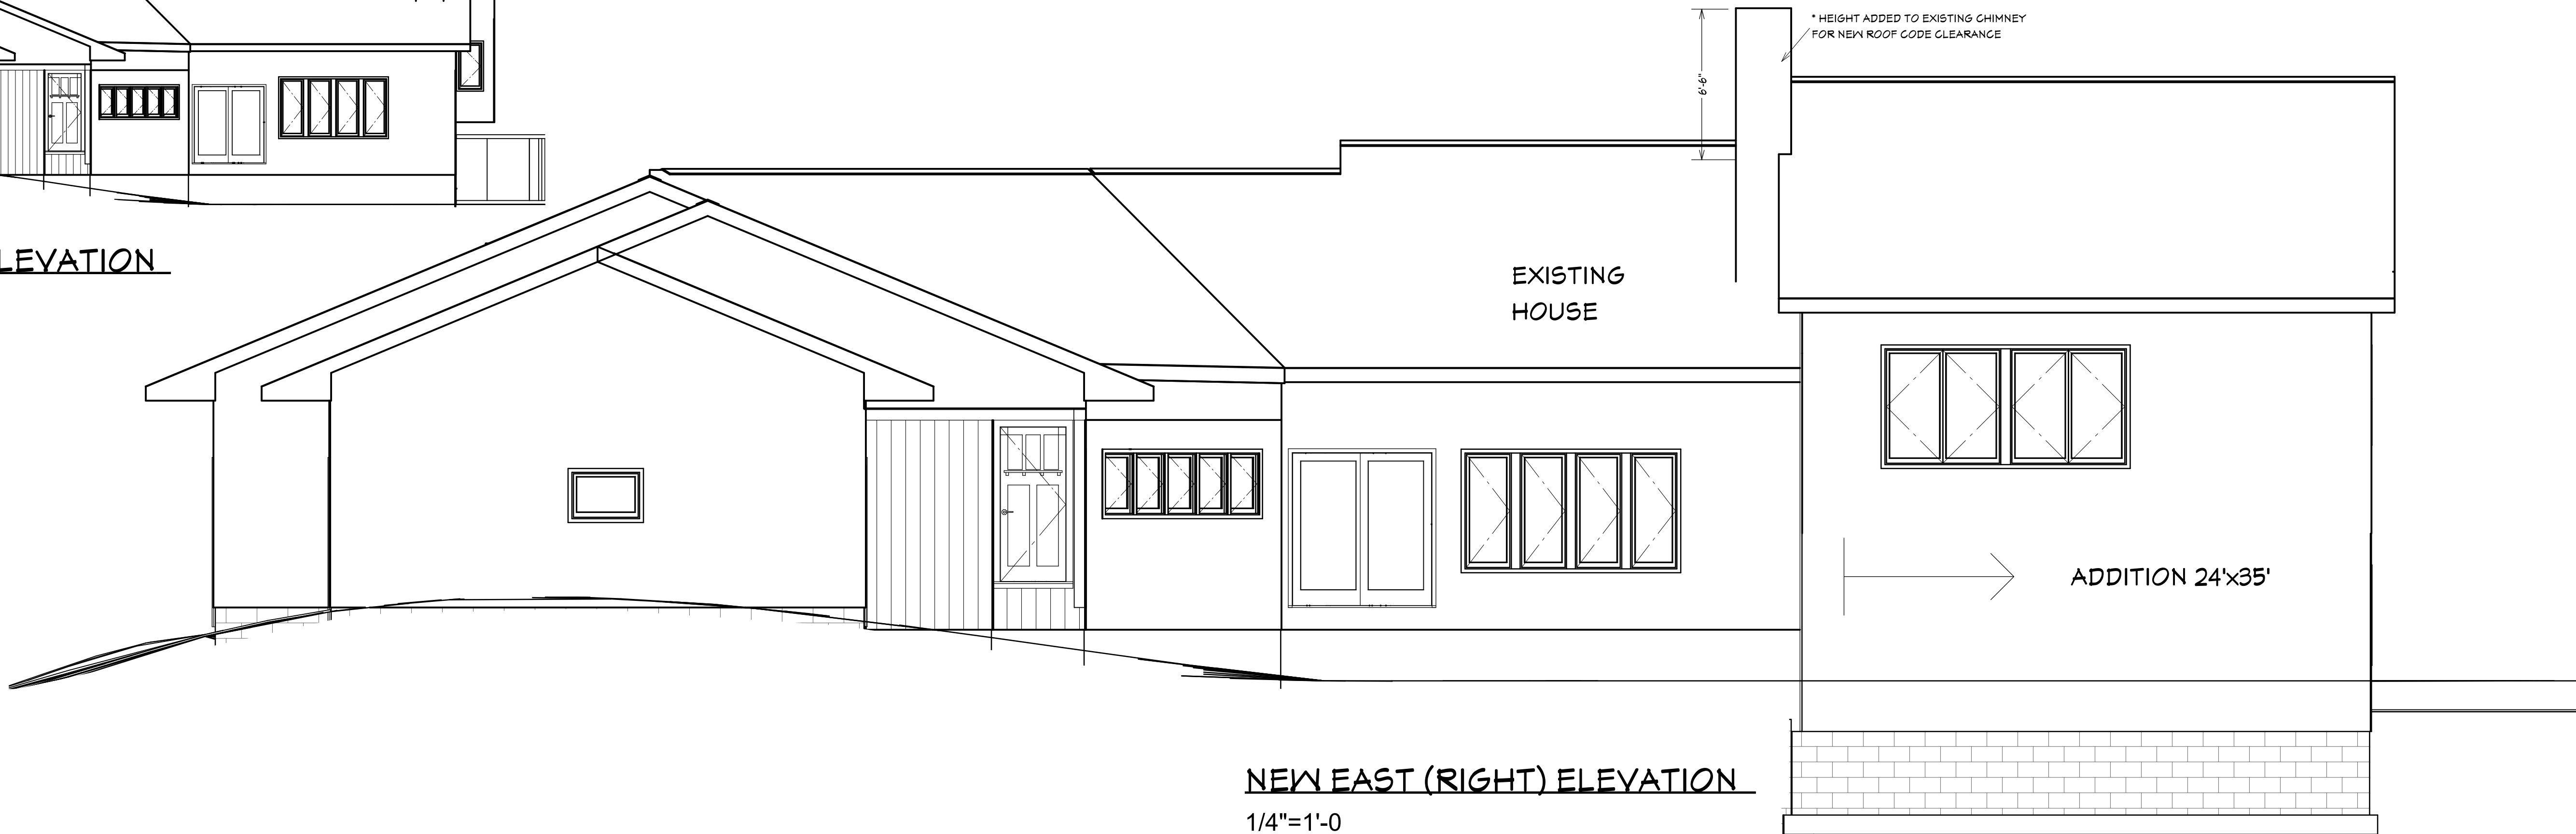 * HEIGHT ADDED TO EXISTING CHIMNEY
FOR NEW ROOF CODE CLEARANCE
6'-6"
LEVATION
EXISTING
HOUSE
ADDITION 24'x35'
NEW EAST (RIGHT) ELEVATION
1/4"=1'-0